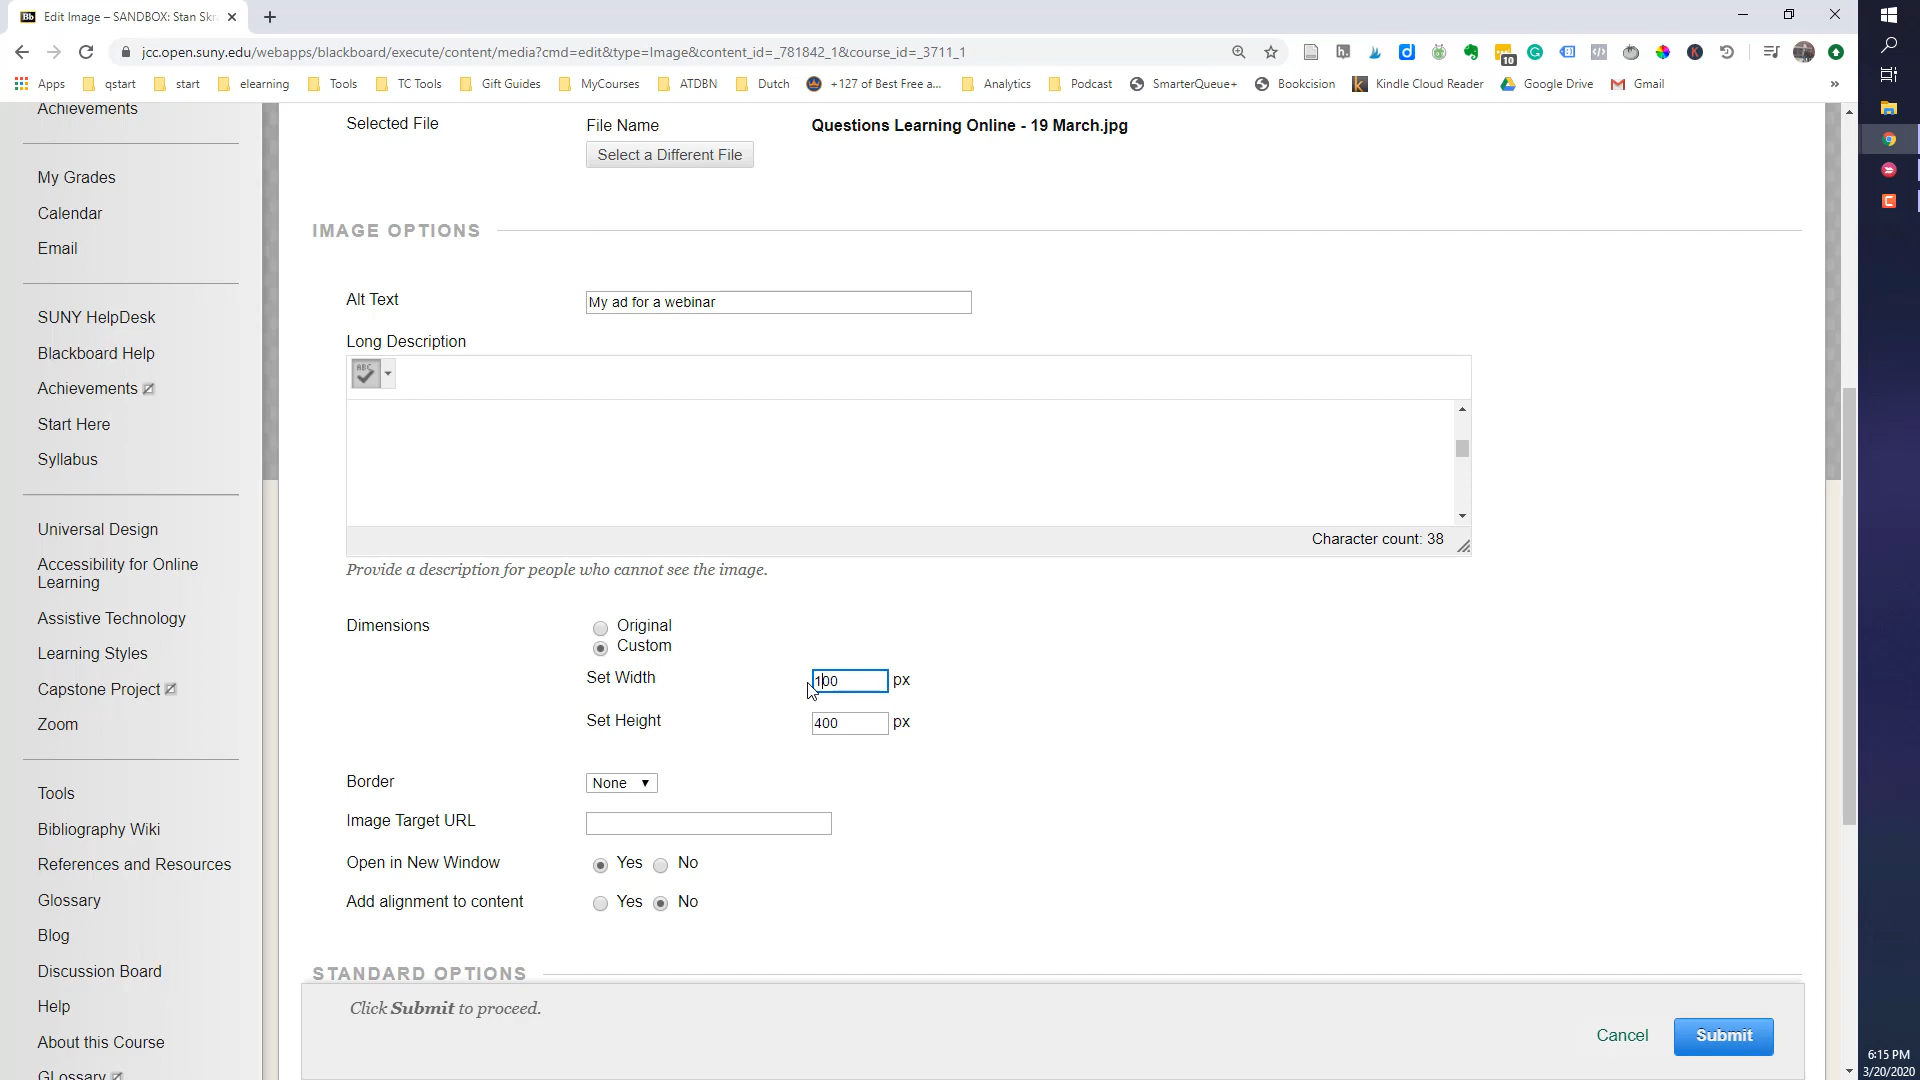 Edit Image – SANDBOX: Stan Skr
jcc.open.suny.edu/webapps/blackboard/execute/content/media?cmd=edit&type=Image&content_id=_781842_1&course_id=_3711_1
10
Apps qstart start elearning Tools TC Tools Gift Guides MyCourses ATDBN Dutch +127 of Best Free a... Analytics Podcast SmarterQueue+ Bookcision Kindle Cloud Reader Google Drive Gmail »
Achievements
My Grades
Calendar
Email
SUNY HelpDesk
Blackboard Help
Achievements
Start Here
Syllabus
Universal Design
Accessibility for Online
Learning
Assistive Technology
Learning Styles
Capstone Project
Zoom
Tools
Bibliography Wiki
References and Resources
Glossary
Blog
Discussion Board
Help
About this Course
GLossary
Selected File
File Name Questions Learning Online - 19 March.jpg
Select a Different File
IMAGE OPTIONS
Alt Text My ad for a webinar
Long Description
ABC
Character count: 38
Provide a description for people who cannot see the image.
Dimensions Original
Custom
Set Width 100 px
Set Height 400 px
Border None
Image Target URL
Open in New Window Yes No
Add alignment to content Yes No
STANDARD OPTIONS
Click Submit to proceed.
Cancel Submit
6:15 PM
3/20/2020